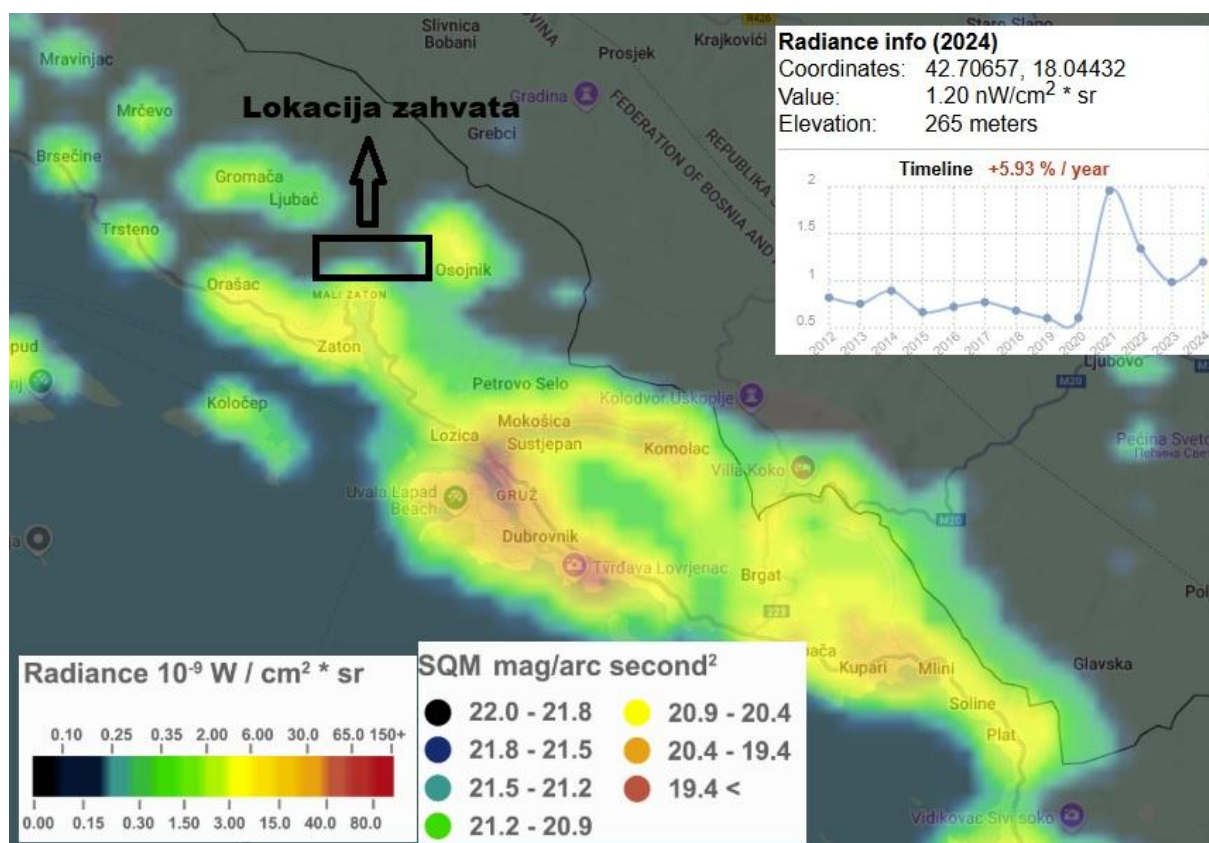 Slivnica
Bobani
VINA
R426
Staro Slano
Mravinjac
Krajkovići
Prosjek
Radiance info (2024)
Coordinates: 42.70657, 18.04432
Value: 1.20 nW/cm² * sr
Elevation: 265 meters
Timeline +5.93 % / year
2
1.5
1
0.5
2012 2013 2014 2015 2016 2017 2018 2019 2020 2021 2022 2023 2024
Mrčevo
Lokacija zahvata
Gradina
Grebci
FEDERATION OF BOSNIA AND
REPUBLIKA
Brsečine
Gromača
Ljubač
Trsteno
Osojnik
Orašac
MALI ZATON
Zaton
pud
Ljubovo
M20
Petrovo Selo
Kolodvor Uskoplje
Koločep
Mokošica
Lozica
Sustjepan
Komolac
Villa Koko
Uvala Lapad
Beach
GRUŽ
M20
Dubrovnik
Tvrđava Lovrjenac
Brgat
223
Kupari
Mlini
Glavska
Soline
Plat
Vidikovac Sivi soko
Radiance 10⁻⁹ W / cm² * sr
0.10 0.25 0.35 2.00 6.00 30.0 65.0 150+
0.00 0.15 0.30 1.50 3.00 15.0 40.0 80.0
SQM mag/arc second²
22.0 - 21.8
21.8 - 21.5
21.5 - 21.2
21.2 - 20.9
20.9 - 20.4
20.4 - 19.4
19.4 <